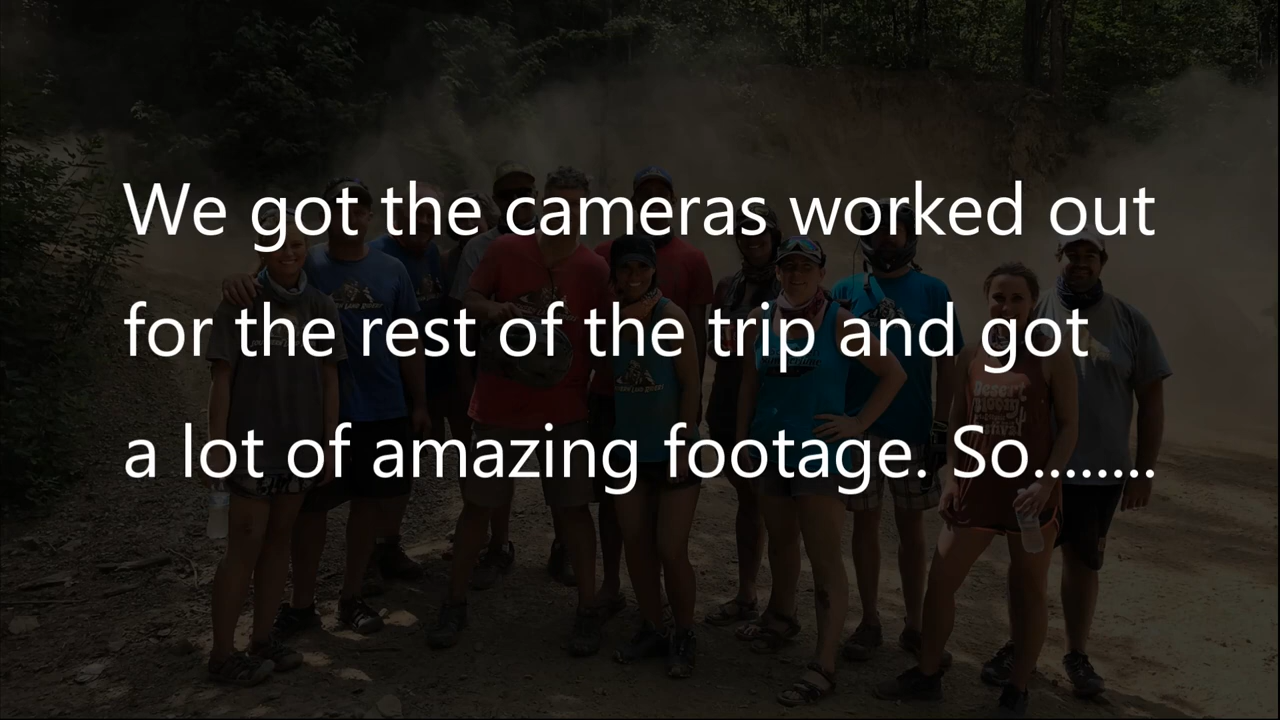 We got the cameras worked out
for the rest of the trip and got
a lot of amazing footage. So........
Desert